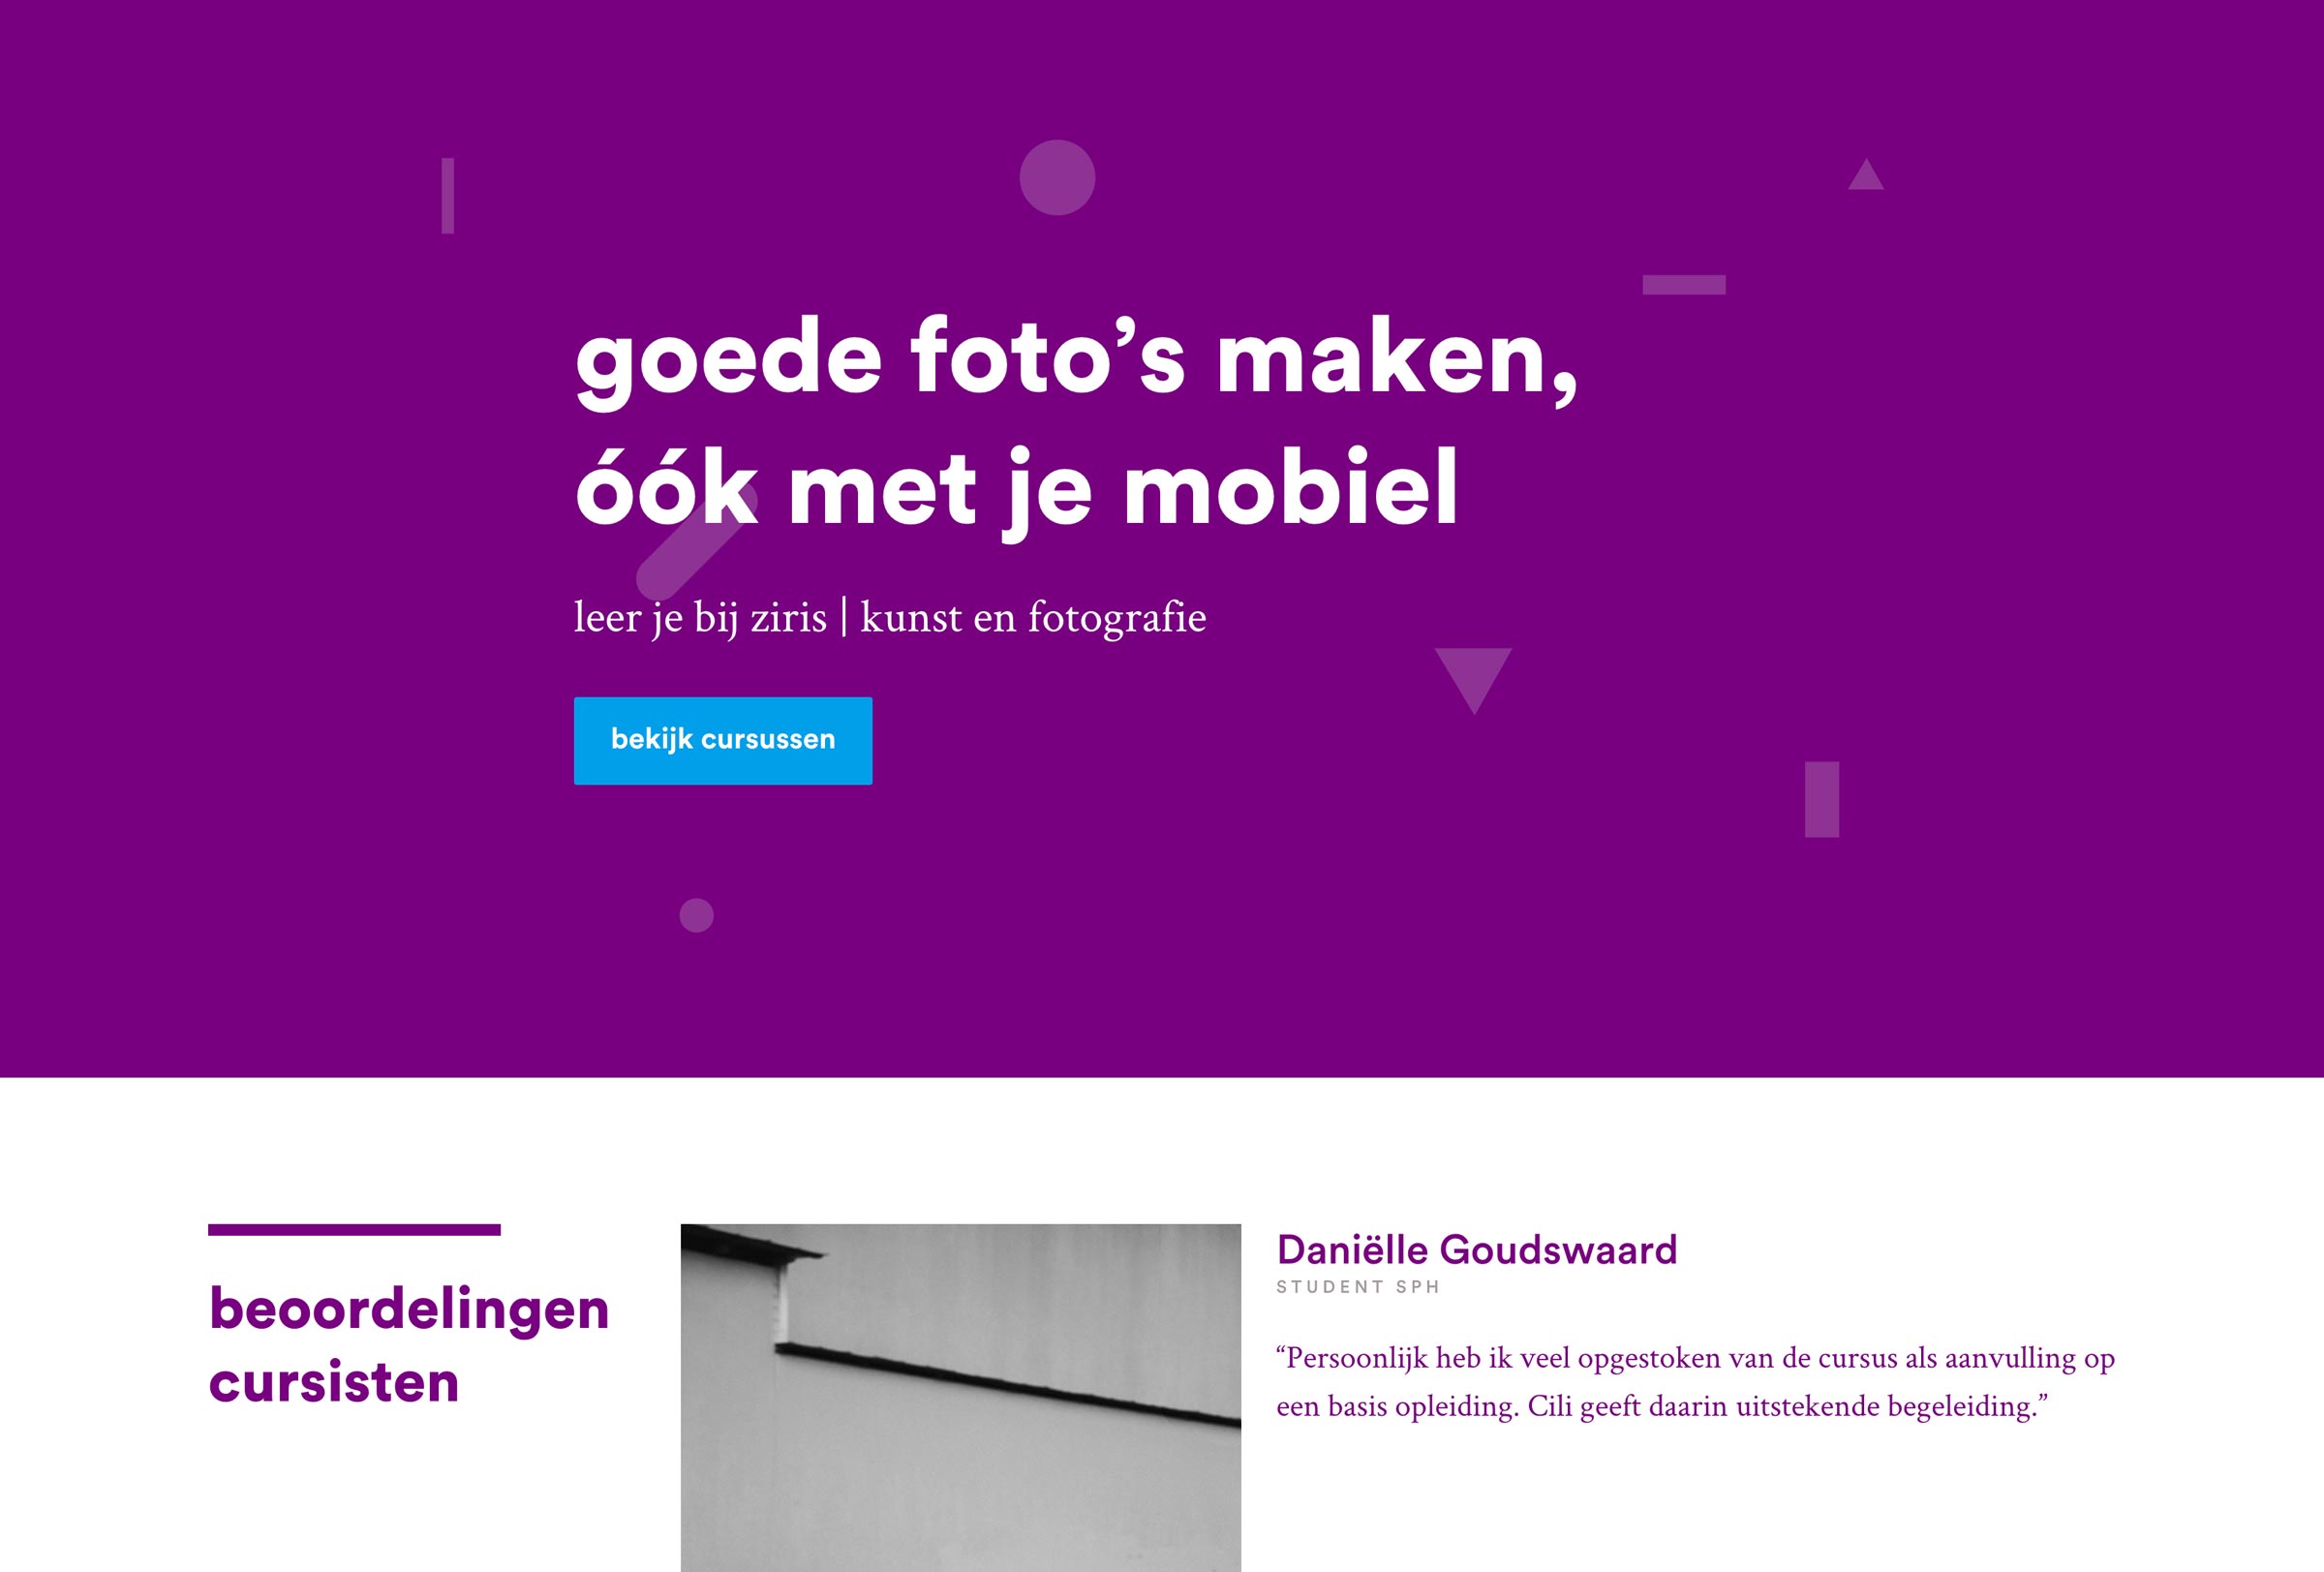 goede foto’s maken,
óók met je mobiel
leer je bij ziris | kunst en fotografie
bekijk cursussen
beoordelingen
cursisten
Daniëlle Goudswaard
STUDENT SPH
“Persoonlijk heb ik veel opgestoken van de cursus als aanvulling op
een basis opleiding. Cili geeft daarin uitstekende begeleiding.”